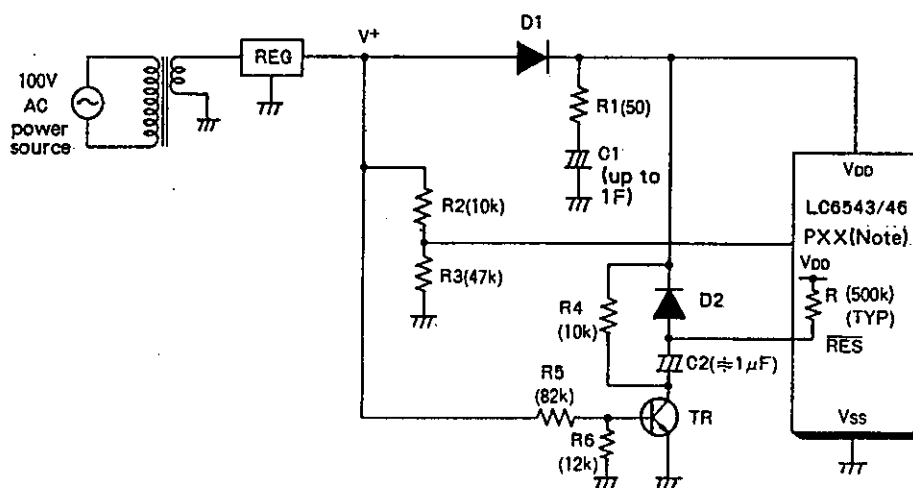 D1
V+
REG
100V
AC
power
source
R1(50)
C1
(up to
1F)
VDD
LC6543/46
R2(10k)
PXX(Note)
R3(47k)
VDD
R4
(10k)
D2
R (500k)
(TYP)
RES
C2(≑1μF)
R5
(82k)
TR
R6
(12k)
VSS